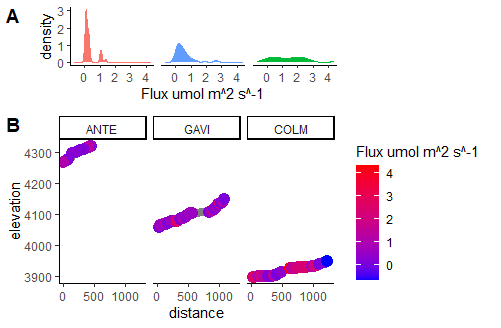 A
density
3
2
1
0
0 1 2 3 4
0 1 2 3 4
0 1 2 3 4
Flux umol m^2 s^-1
B
ANTE
GAVI
COLM
elevation
4300
4200
4100
4000
3900
0 500 1000
0 500 1000
0 500 1000
distance
Flux umol m^2 s^-1
4
3
2
1
0